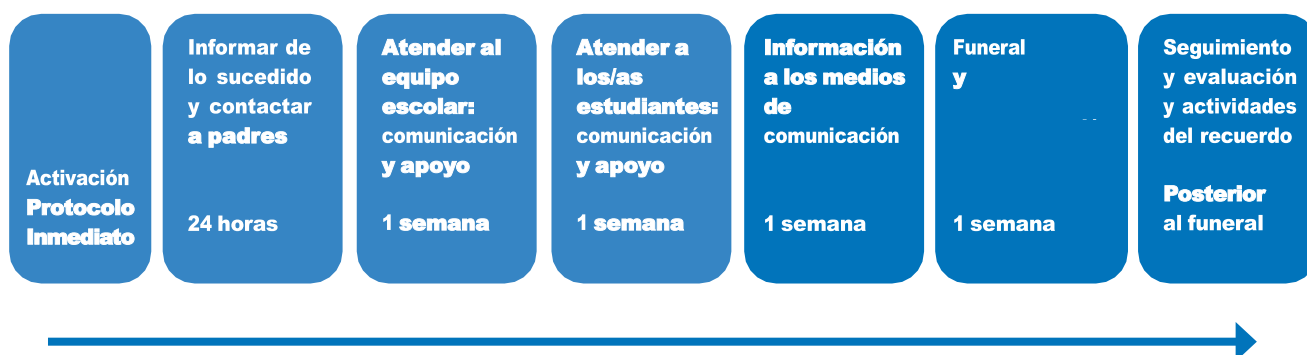 Activación
Protocolo
Inmediato
Informar de
lo sucedido
y contactar
a padres
24 horas
Atender al
equipo
escolar:
comunicación
y apoyo
1 semana
Atender a
los/as
estudiantes:
comunicación
y apoyo
1 semana
Información
a los medios
de
comunicación
1 semana
Funeral
y
1 semana
Seguimiento
y evaluación
y actividades
del recuerdo
Posterior
al funeral